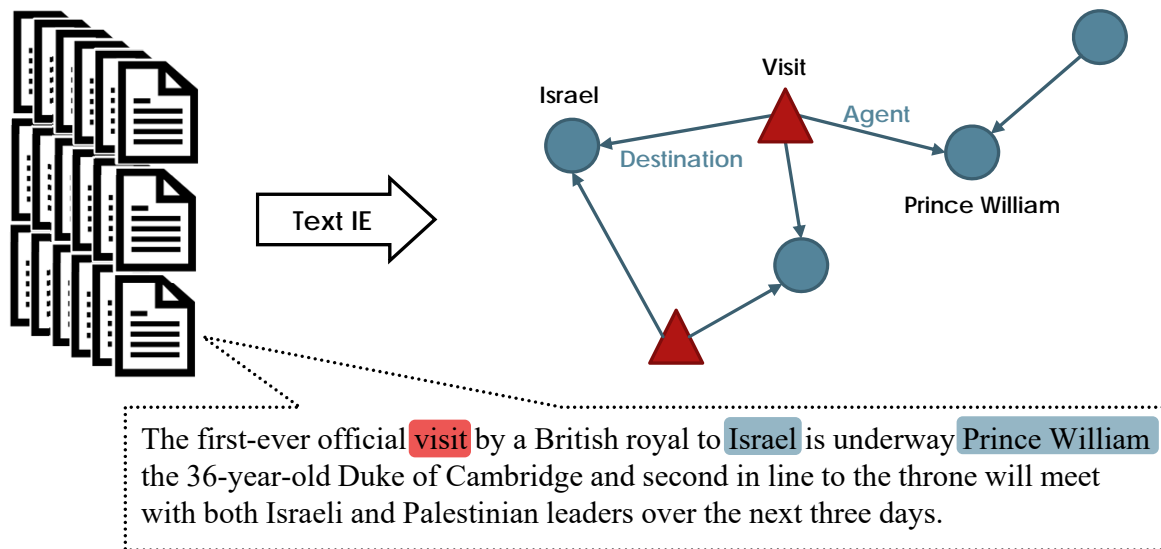 Visit
Israel
Agent
Destination
Text IE
Prince William
The first-ever official visit by a British royal to Israel is underway Prince William
the 36-year-old Duke of Cambridge and second in line to the throne will meet
with both Israeli and Palestinian leaders over the next three days.